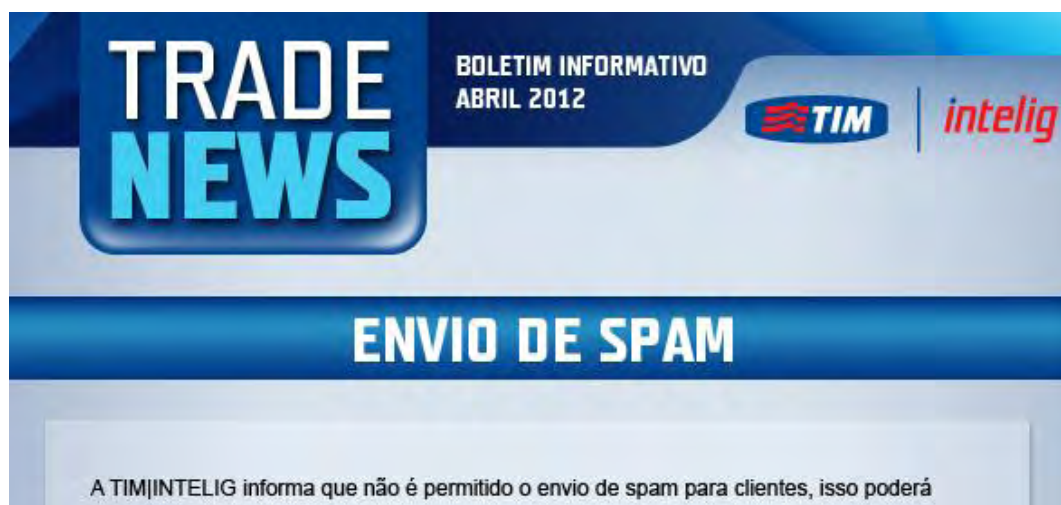 TRADE
NEWS
BOLETIM INFORMATIVO
ABRIL 2012
TIM
intelig
ENVIO DE SPAM
A TIM|INTELIG informa que não é permitido o envio de spam para clientes, isso poderá